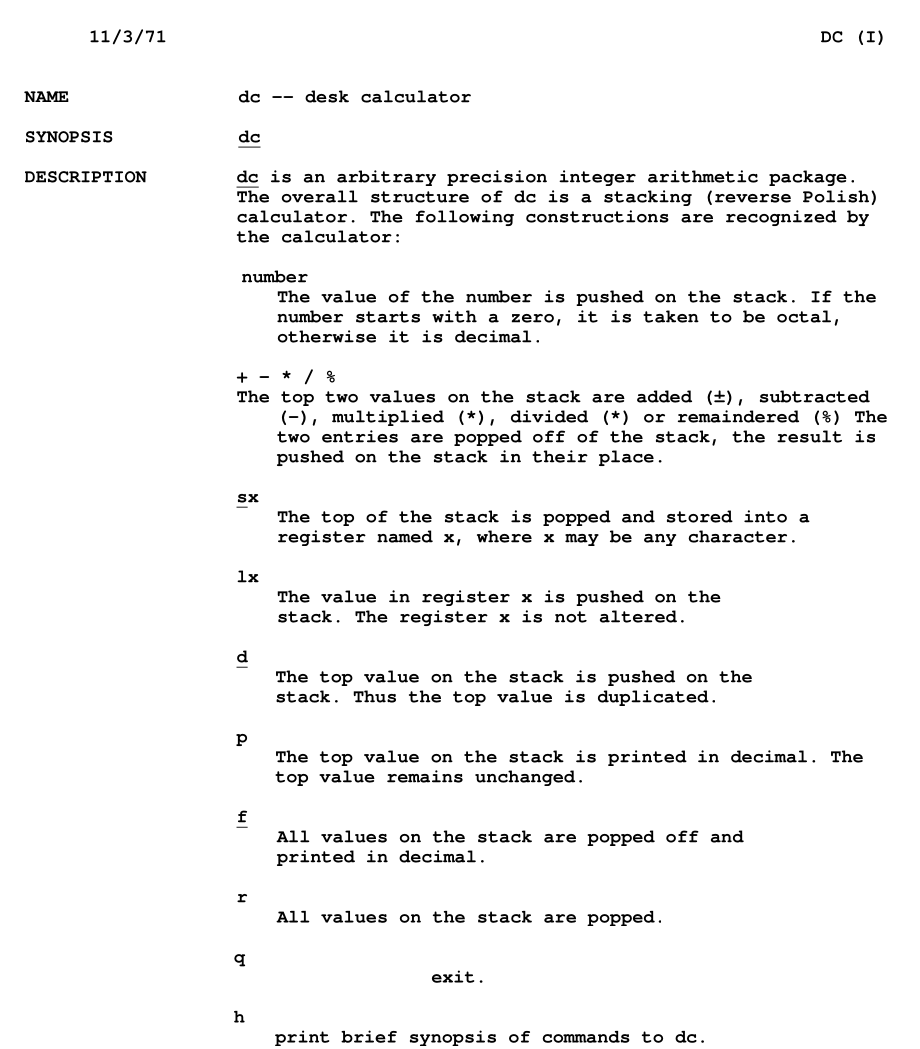 11/3/71 DC (I)
NAME dc -- desk calculator
SYNOPSIS dc
DESCRIPTION dc is an arbitrary precision integer arithmetic package.
The overall structure of dc is a stacking (reverse Polish)
calculator. The following constructions are recognized by
the calculator:
number
The value of the number is pushed on the stack. If the
number starts with a zero, it is taken to be octal,
otherwise it is decimal.
+ - * / %
The top two values on the stack are added (±), subtracted
(-), multiplied (*), divided (*) or remaindered (%) The
two entries are popped off of the stack, the result is
pushed on the stack in their place.
sx
The top of the stack is popped and stored into a
register named x, where x may be any character.
lx
The value in register x is pushed on the
stack. The register x is not altered.
d
The top value on the stack is pushed on the
stack. Thus the top value is duplicated.
p
The top value on the stack is printed in decimal. The
top value remains unchanged.
f
All values on the stack are popped off and
printed in decimal.
r
All values on the stack are popped.
q
exit.
h
print brief synopsis of commands to dc.